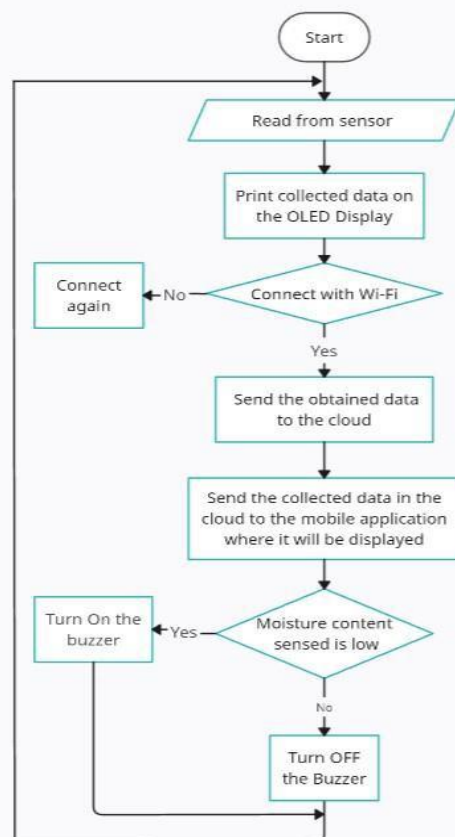 Start
Read from sensor
Print collected data on
the OLED Display
Connect with Wi-Fi
No
Connect
again
Yes
Send the obtained data
to the cloud
Send the collected data in the
cloud to the mobile application
where it will be displayed
Moisture content
sensed is low
Yes
Turn On the
buzzer
No
Turn OFF
the Buzzer